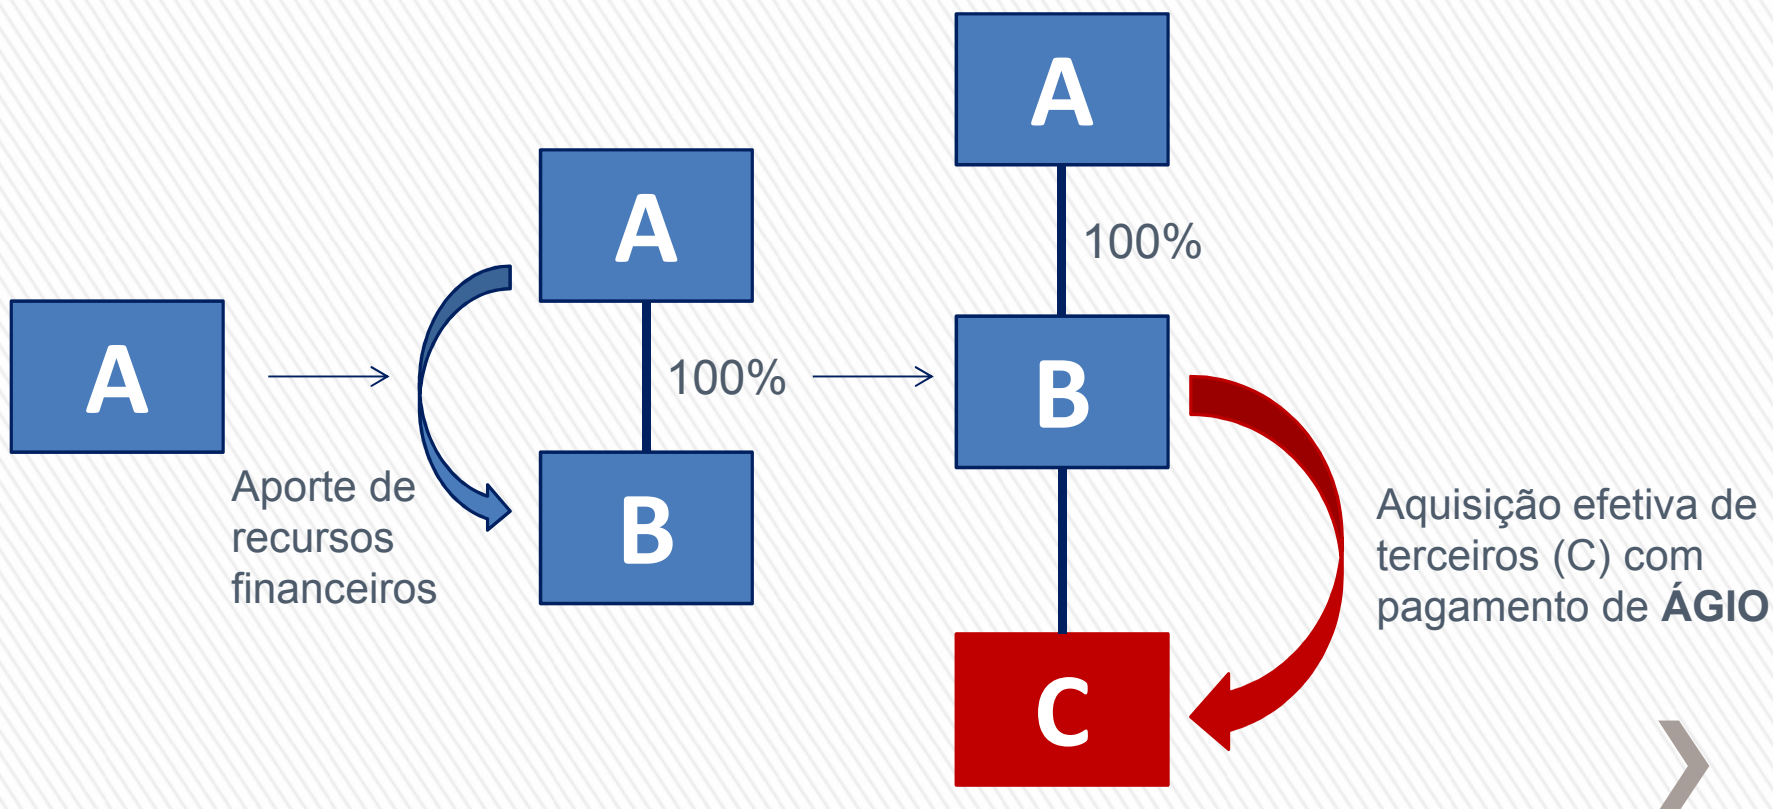 A
Aporte de
recursos
financeiros
A
100%
B
A
100%
B
C
Aquisição efetiva de
terceiros (C) com
pagamento de ÁGIO